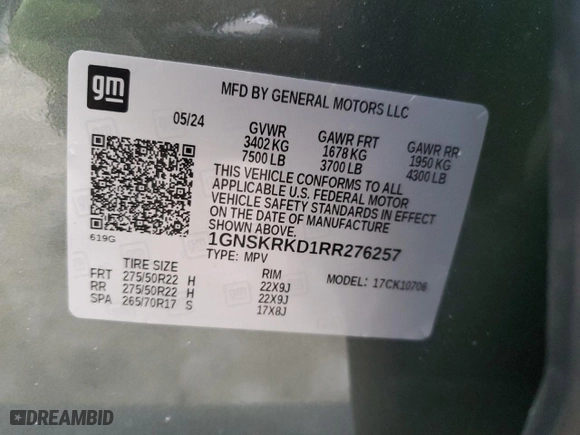 gm
MFD BY GENERAL MOTORS LLC
05/24 GVWR GAWR FRT GAWR RR
3402 KG 1678 KG 1950 KG
7500 LB 3700 LB 4300 LB
THIS VEHICLE CONFORMS TO ALL
APPLICABLE U.S. FEDERAL MOTOR
VEHICLE SAFETY STANDARDS IN EFFECT
ON THE DATE OF MANUFACTURE
SHOWN ABOVE.
619G
1GNSKRKD1RR276257
TYPE: MPV
TIRE SIZE RIM MODEL: 17CK10706
FRT 275/50R22 H 22X9J
RR 275/50R22 H 22X9J
SPA 265/70R17 S 17X8J
DREAMBID